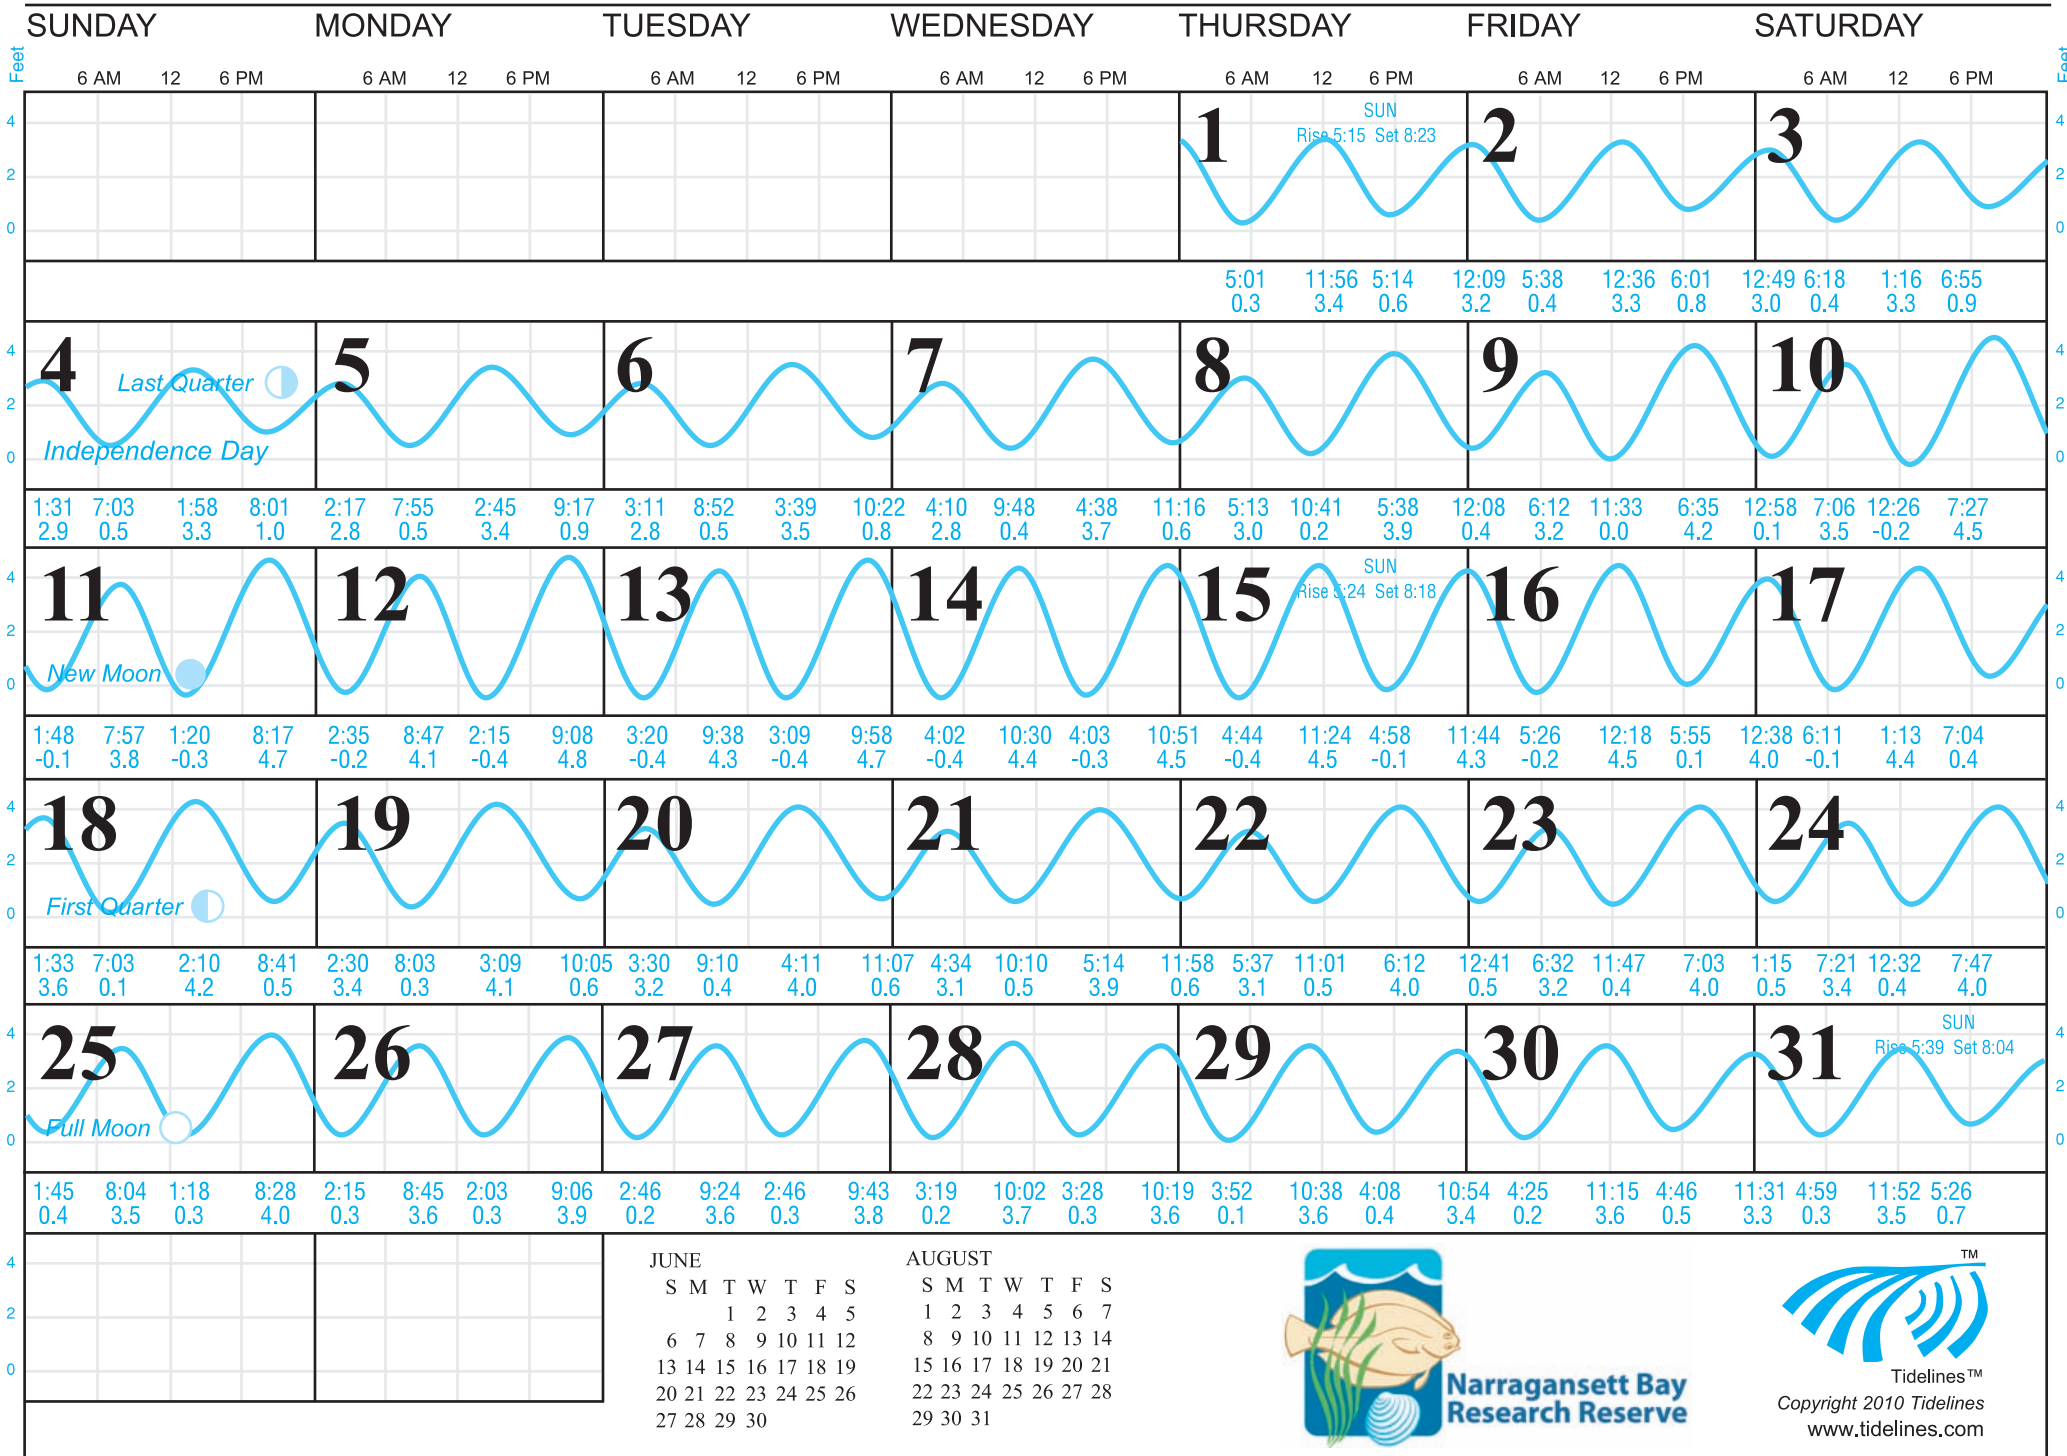 SUNDAY MONDAY TUESDAY WEDNESDAY THURSDAY FRIDAY SATURDAY
Feet 6 AM 12 6 PM 6 AM 12 6 PM 6 AM 12 6 PM 6 AM 12 6 PM 6 AM 12 6 PM 6 AM 12 6 PM 6 AM 12 6 PM Feet
1 SUN 2 3
Rise 5:15 Set 8:23
4 4
2 2
0 0
5:01 11:56 5:14 12:09 5:38 12:36 6:01 12:49 6:18 1:16 6:55
0.3 3.4 0.6 3.2 0.4 3.3 0.8 3.0 0.4 3.3 0.9
4 5 6 7 8 9 10
Last Quarter
Independence Day
4 4
2 2
0 0
1:31 7:03 1:58 8:01 2:17 7:55 2:45 9:17 3:11 8:52 3:39 10:22 4:10 9:48 4:38 11:16 5:13 10:41 5:38 12:08 6:12 11:33 6:35 12:58 7:06 12:26 7:27
2.9 0.5 3.3 1.0 2.8 0.5 3.4 0.9 2.8 0.5 3.5 0.8 2.8 0.4 3.7 0.6 3.0 0.2 3.9 0.4 3.2 0.0 4.2 0.1 3.5 -0.2 4.5
11 12 13 14 15 SUN 16 17
Rise 5:24 Set 8:18
New Moon
4 4
2 2
0 0
1:48 7:57 1:20 8:17 2:35 8:47 2:15 9:08 3:20 9:38 3:09 9:58 4:02 10:30 4:03 10:51 4:44 11:24 4:58 11:44 5:26 12:18 5:55 12:38 6:11 1:13 7:04
-0.1 3.8 -0.3 4.7 -0.2 4.1 -0.4 4.8 -0.4 4.3 -0.4 4.7 -0.4 4.4 -0.3 4.5 -0.4 4.5 -0.1 4.3 -0.2 4.5 0.1 4.0 -0.1 4.4 0.4
18 19 20 21 22 23 24
First Quarter
4 4
2 2
0 0
1:33 7:03 2:10 8:41 2:30 8:03 3:09 10:05 3:30 9:10 4:11 11:07 4:34 10:10 5:14 11:58 5:37 11:01 6:12 12:41 6:32 11:47 7:03 1:15 7:21 12:32 7:47
3.6 0.1 4.2 0.5 3.4 0.3 4.1 0.6 3.2 0.4 4.0 0.6 3.1 0.5 3.9 0.6 3.1 0.5 4.0 0.5 3.2 0.4 4.0 0.5 3.4 0.4 4.0
25 26 27 28 29 30 31 SUN
Rise 5:39 Set 8:04
Full Moon
4 4
2 2
0 0
1:45 8:04 1:18 8:28 2:15 8:45 2:03 9:06 2:46 9:24 2:46 9:43 3:19 10:02 3:28 10:19 3:52 10:38 4:08 10:54 4:25 11:15 4:46 11:31 4:59 11:52 5:26
0.4 3.5 0.3 4.0 0.3 3.6 0.3 3.9 0.2 3.6 0.3 3.8 0.2 3.7 0.3 3.6 0.1 3.6 0.4 3.4 0.2 3.6 0.5 3.3 0.3 3.5 0.7
4
2
0
JUNE
S M T W T F S
1 2 3 4 5
6 7 8 9 10 11 12
13 14 15 16 17 18 19
20 21 22 23 24 25 26
27 28 29 30
AUGUST
S M T W T F S
1 2 3 4 5 6 7
8 9 10 11 12 13 14
15 16 17 18 19 20 21
22 23 24 25 26 27 28
29 30 31
Narragansett Bay
Research Reserve
TM
Tidelines™
Copyright 2010 Tidelines
www.tidelines.com